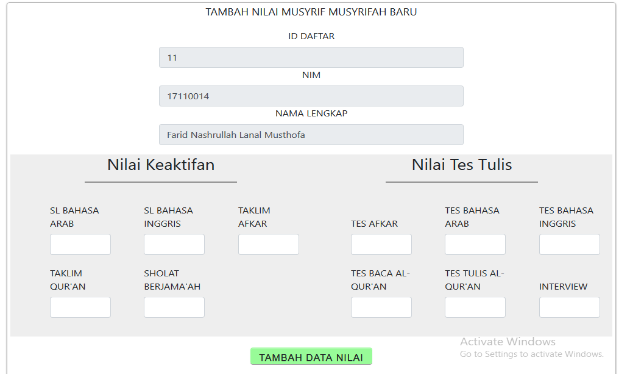 TAMBAH NILAI MUSYRIF MUSYRIFAH BARU
ID DAFTAR
11
NIM
17110014
NAMA LENGKAP
Farid Nashrullah Lanal Musthofa
Nilai Keaktifan
SL BAHASA
ARAB
SL BAHASA
INGGRIS
TAKLIM
AFKAR
TAKLIM
QUR'AN
SHOLAT
BERJAMA'AH
Nilai Tes Tulis
TES AFKAR
TES BAHASA
ARAB
TES BAHASA
INGGRIS
TES BACA AL-
QUR'AN
TES TULIS AL-
QUR'AN
INTERVIEW
TAMBAH DATA NILAI
Activate Windows
Go to Settings to activate Windows.